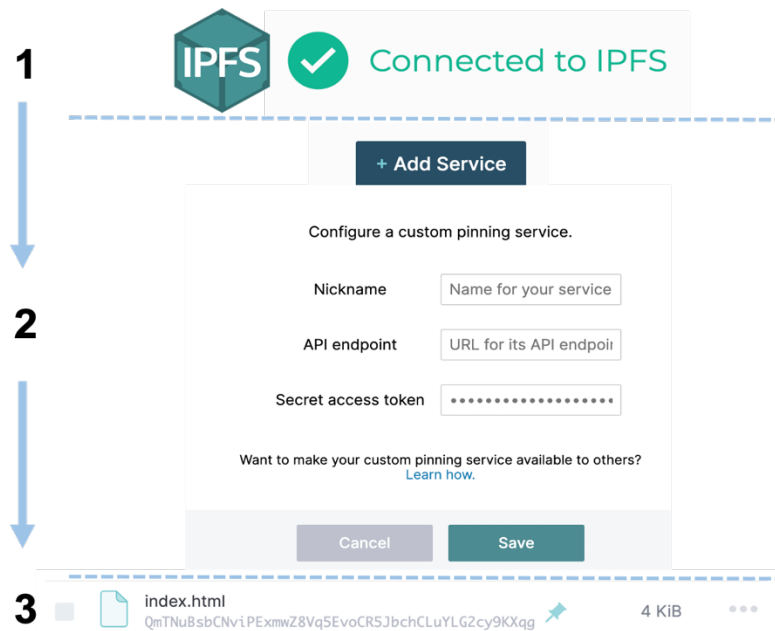 1
IPFS
Connected to IPFS
+ Add Service
Configure a custom pinning service.
Nickname
Name for your service
API endpoint
URL for its API endpoi
2
Secret access token
Want to make your custom pinning service available to others?
Learn how.
Cancel
Save
3
index.html
QmTNuBsbCNviPExmwZ8Vq5EvoCR5JbchCLuYLG2cy9KXqg
4 KiB